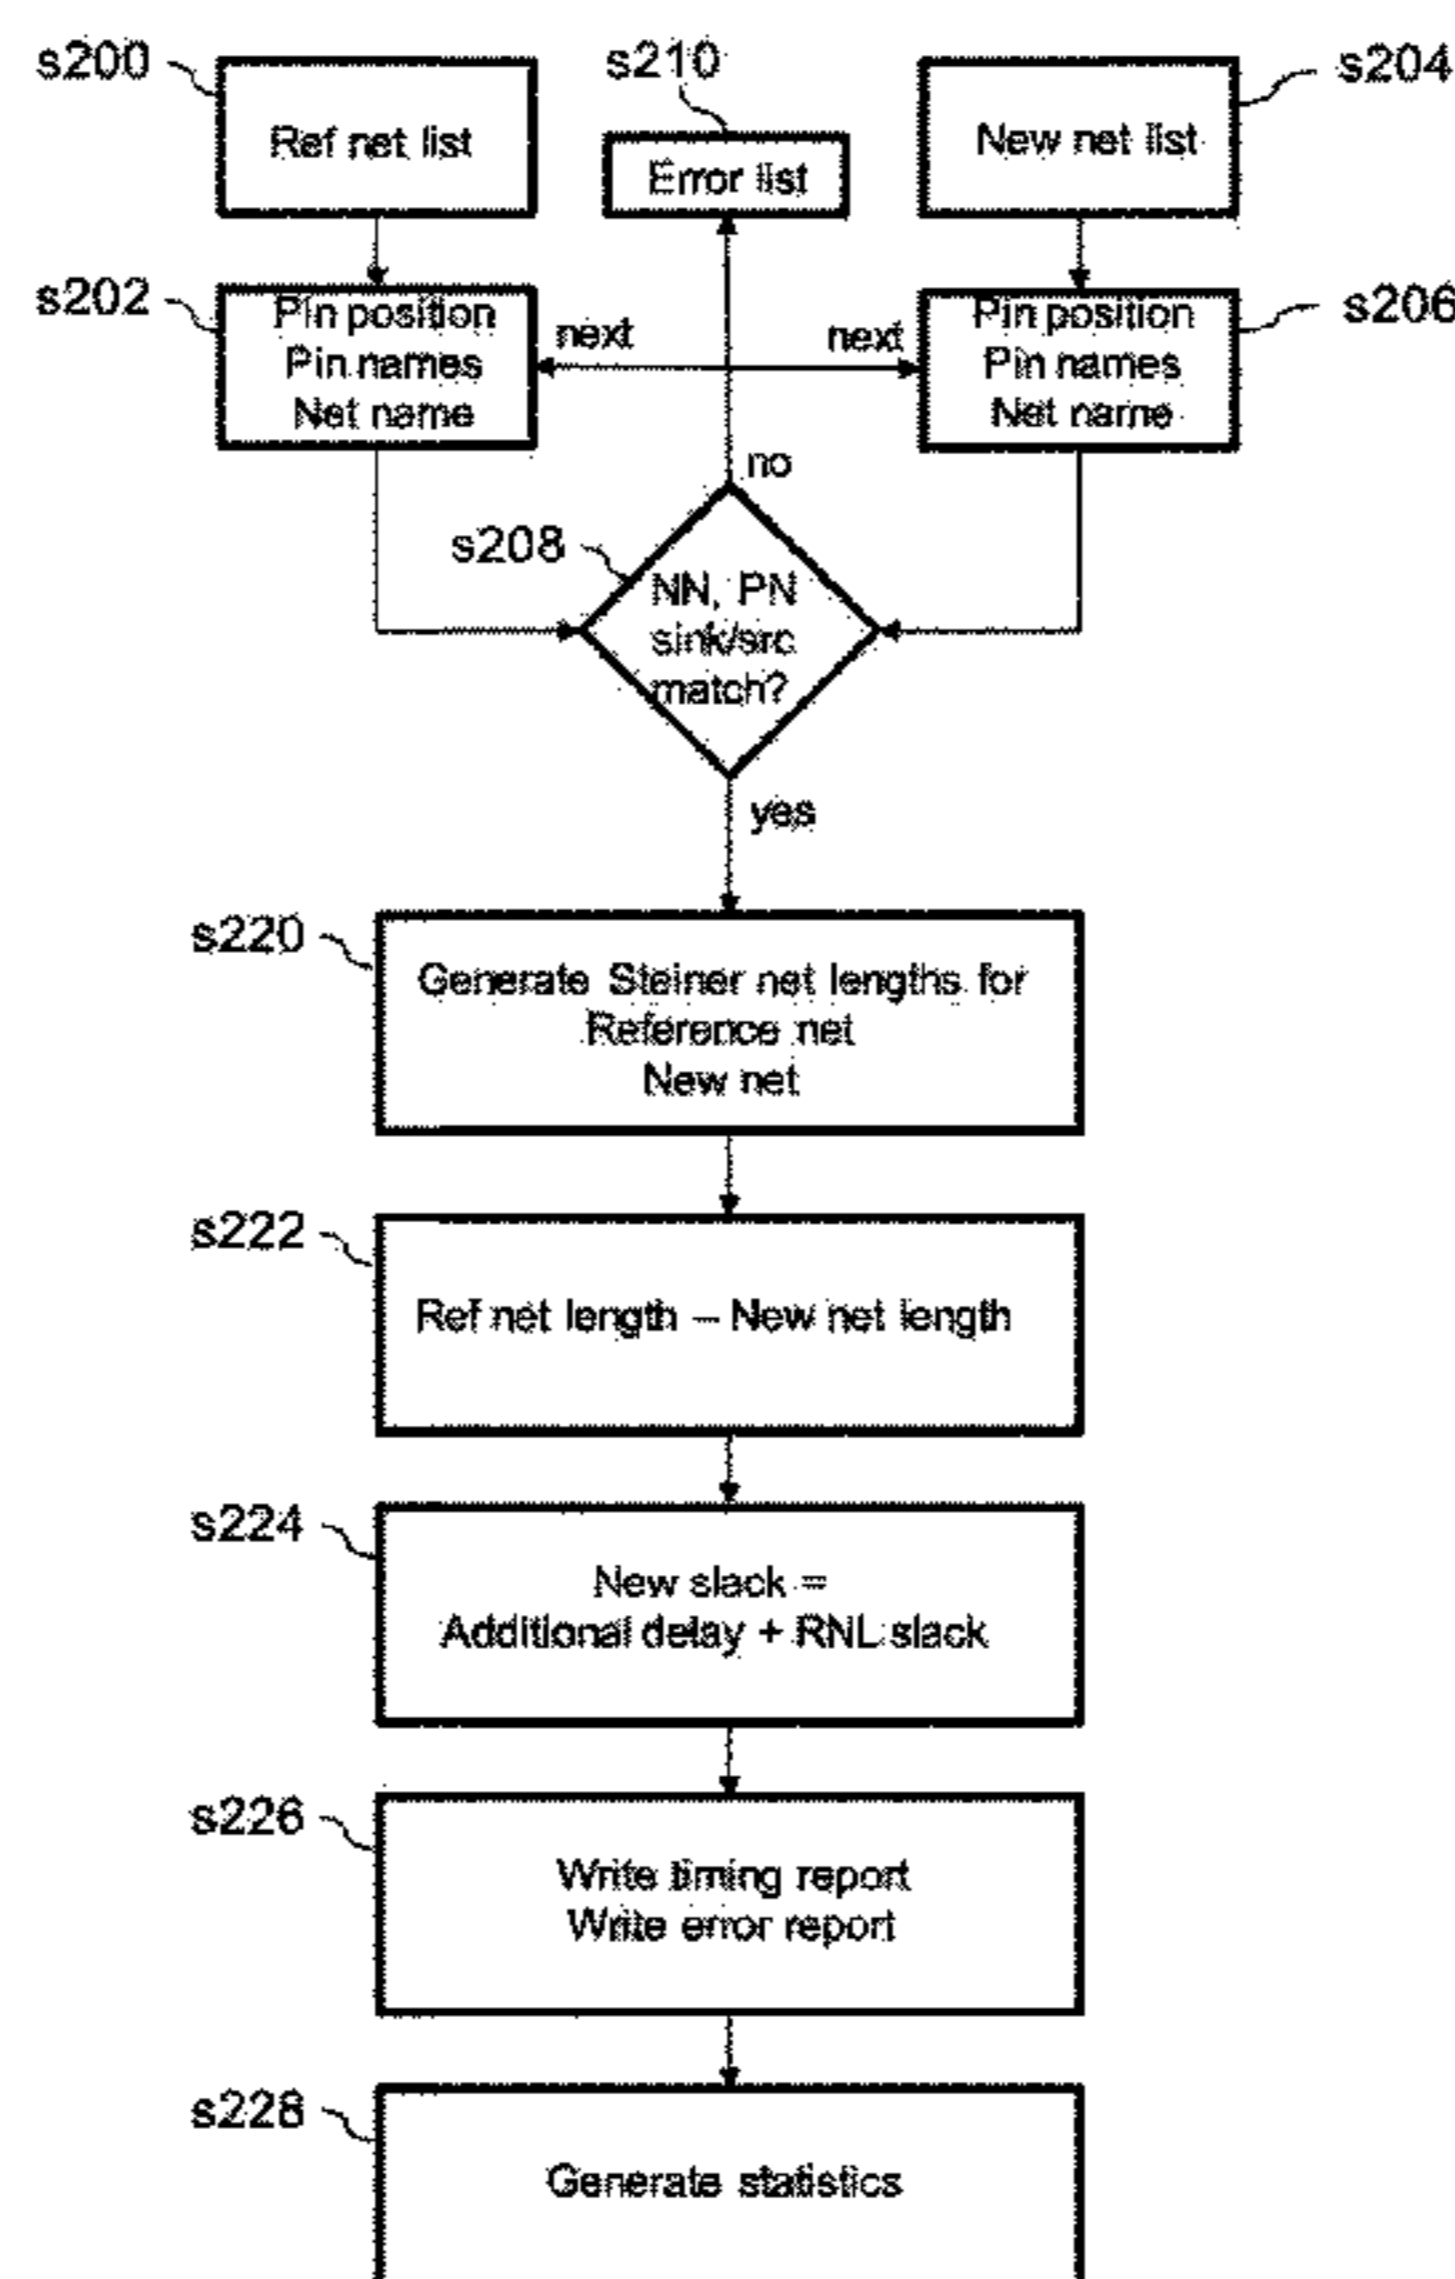 s200
Ref net list
s210
Error list
s204
New net list
s202
Pin position
Pin names
Net name
next
next
s206
Pin position
Pin names
Net name
no
s208
NN, PN
sink/src
match?
yes
s220
Generate Steiner net lengths for
Reference net
New net
s222
Ref net length – New net length
s224
New slack =
Additional delay + RNL slack
s226
Write timing report
Write error report
s228
Generate statistics